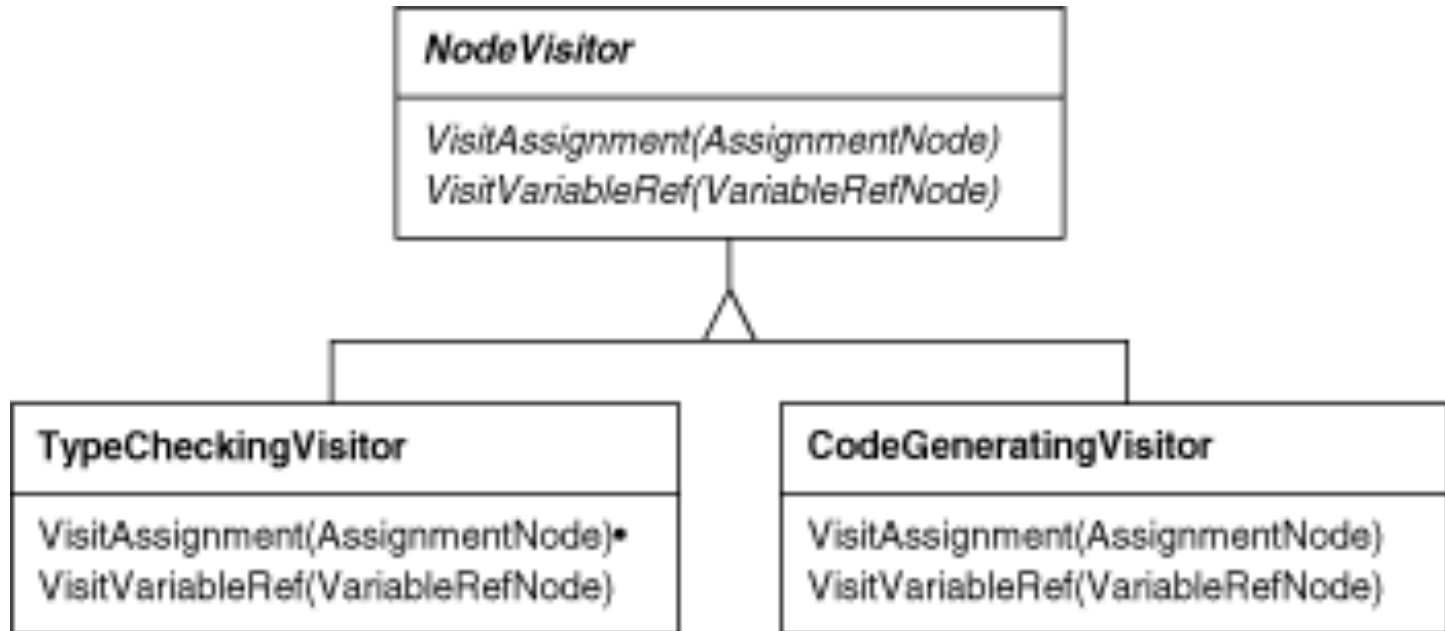 NodeVisitor
VisitAssignment(AssignmentNode)
VisitVariableRef(VariableRefNode)
TypeCheckingVisitor
VisitAssignment(AssignmentNode)•
VisitVariableRef(VariableRefNode)
CodeGeneratingVisitor
VisitAssignment(AssignmentNode)
VisitVariableRef(VariableRefNode)